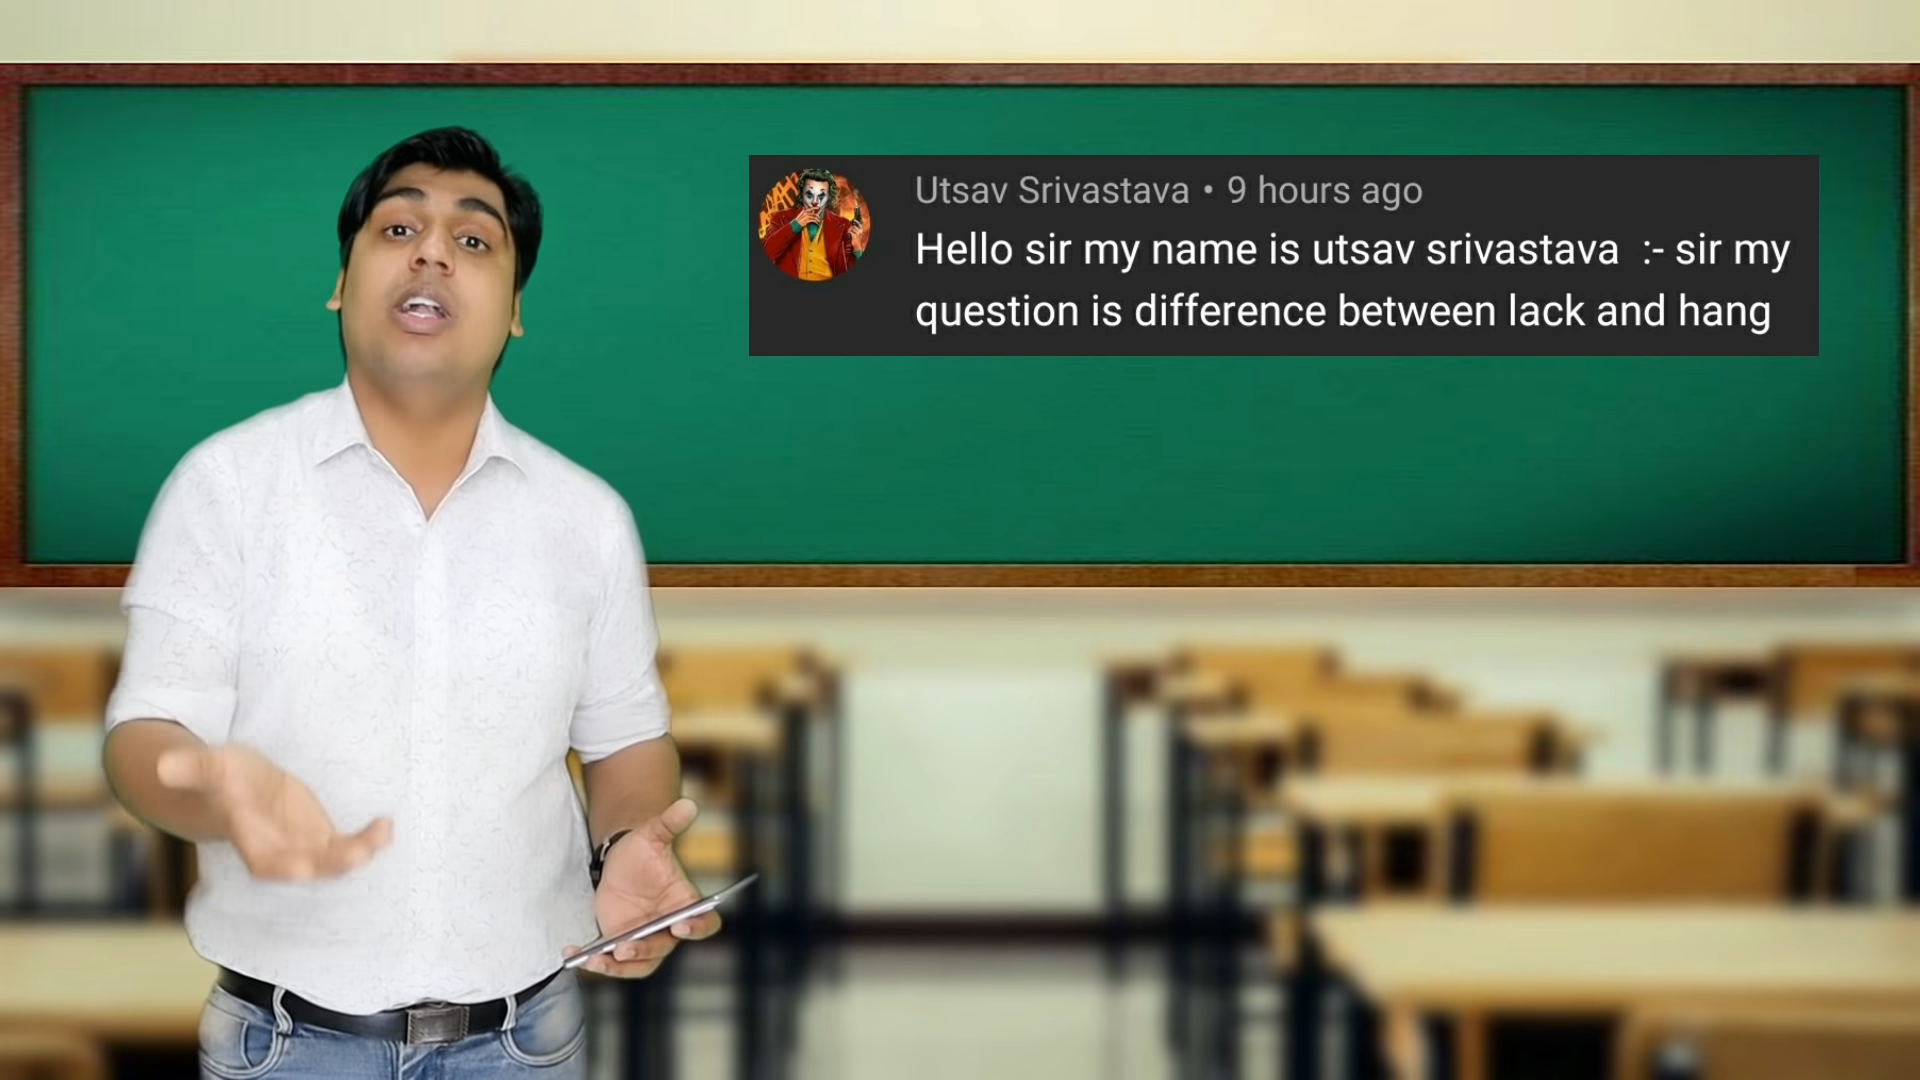 Utsav Srivastava • 9 hours ago
Hello sir my name is utsav srivastava :- sir my
question is difference between lack and hang